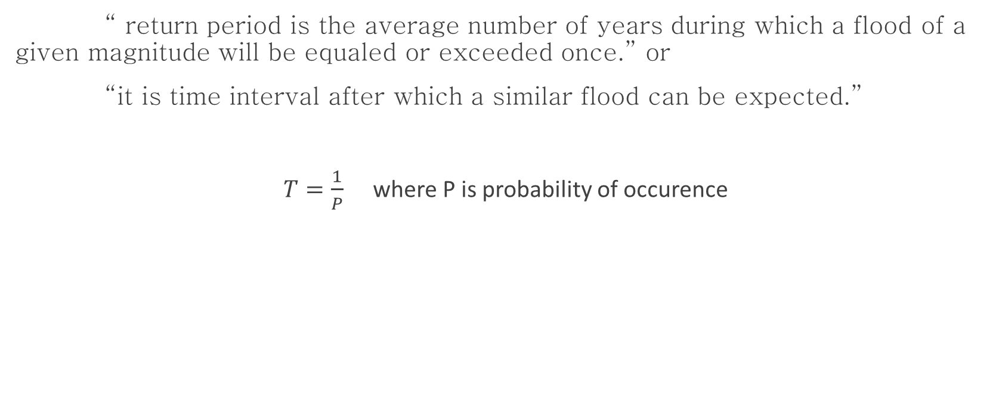 “ return period is the average number of years during which a flood of a
given magnitude will be equaled or exceeded once.” or
“it is time interval after which a similar flood can be expected.”
T = 1/P where P is probability of occurence